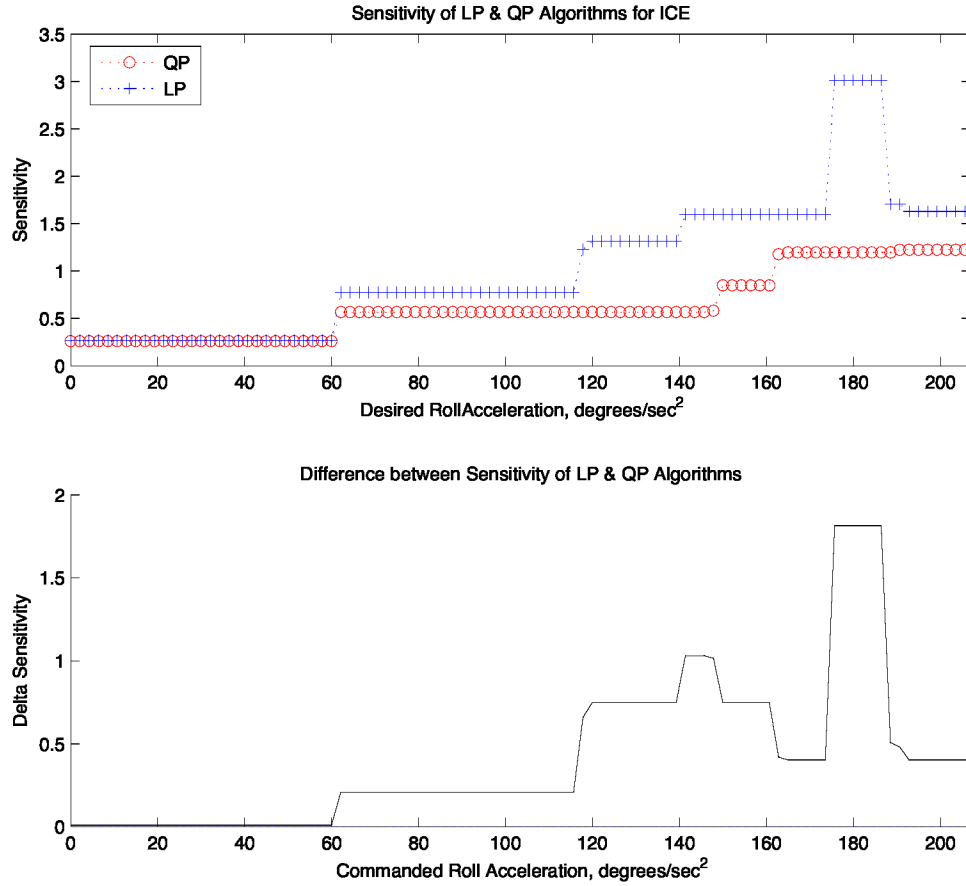 Sensitivity of LP & QP Algorithms for ICE
3.5
3
2.5
2
1.5
1
0.5
0
Sensitivity
QP
LP
0 20 40 60 80 100 120 140 160 180 200
Desired RollAcceleration, degrees/sec²
Difference between Sensitivity of LP & QP Algorithms
2
1.5
1
0.5
0
Delta Sensitivity
0 20 40 60 80 100 120 140 160 180 200
Commanded Roll Acceleration, degrees/sec²